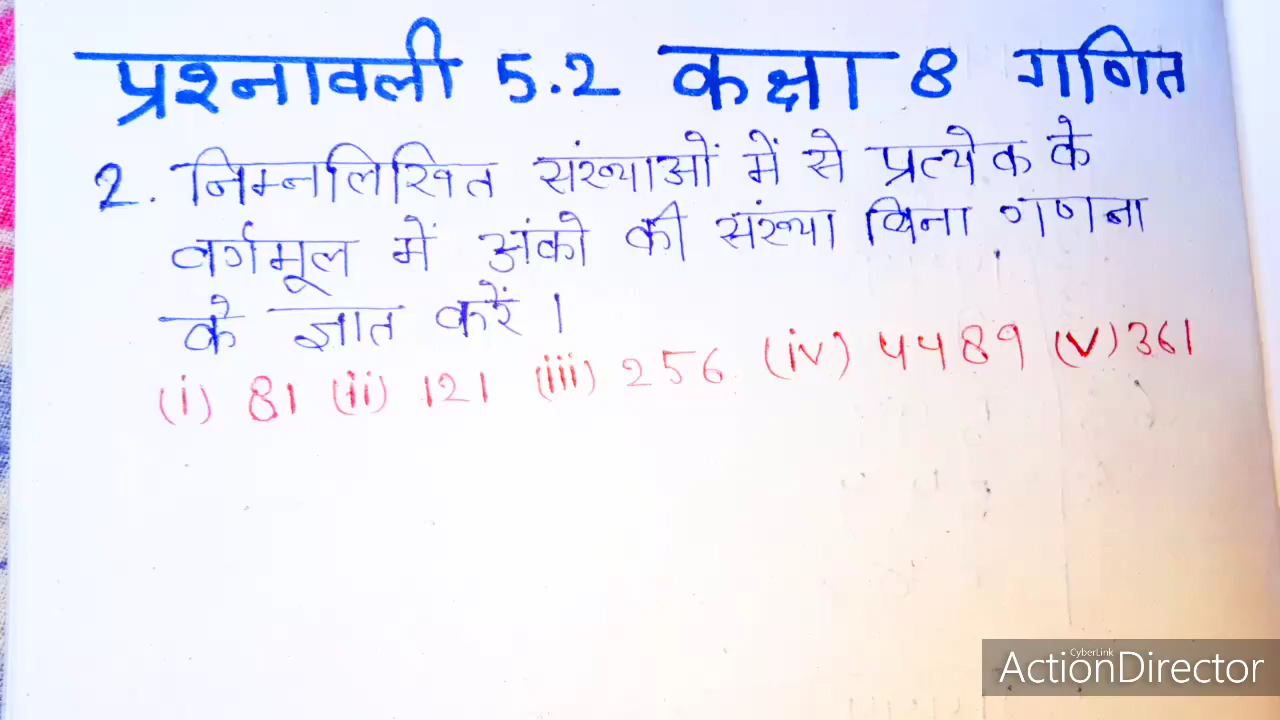 प्रश्नावली 5.2 कक्षा 8 गणित
2. निम्नलिखित संख्याओं में से प्रत्येक के
वर्गमूल में अंको की संख्या बिना गणना
के ज्ञात करें ।
(i) 81 (ii) 121 (iii) 256 (iv) 4489 (v) 361
CyberLink
ActionDirector